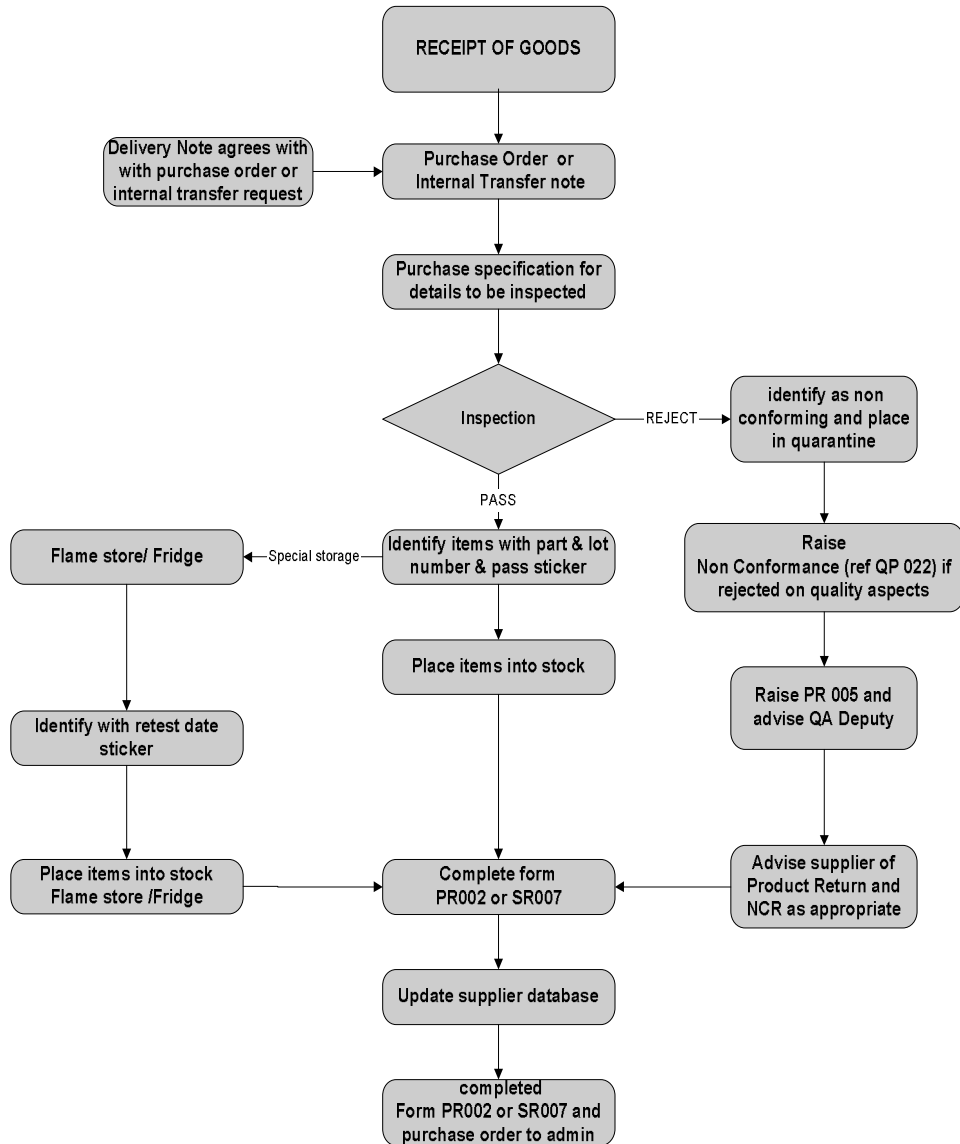 RECEIPT OF GOODS
Delivery Note agrees with
with purchase order or
internal transfer request
Purchase Order or
Internal Transfer note
Purchase specification for
details to be inspected
Inspection
REJECT
identify as non
conforming and place
in quarantine
PASS
Flame store/ Fridge
Special storage
Identify items with part & lot
number & pass sticker
Raise
Non Conformance (ref QP 022) if
rejected on quality aspects
Place items into stock
Raise PR 005 and
advise QA Deputy
Identify with retest date
sticker
Place items into stock
Flame store /Fridge
Complete form
PR002 or SR007
Advise supplier of
Product Return and
NCR as appropriate
Update supplier database
completed
Form PR002 or SR007 and
purchase order to admin